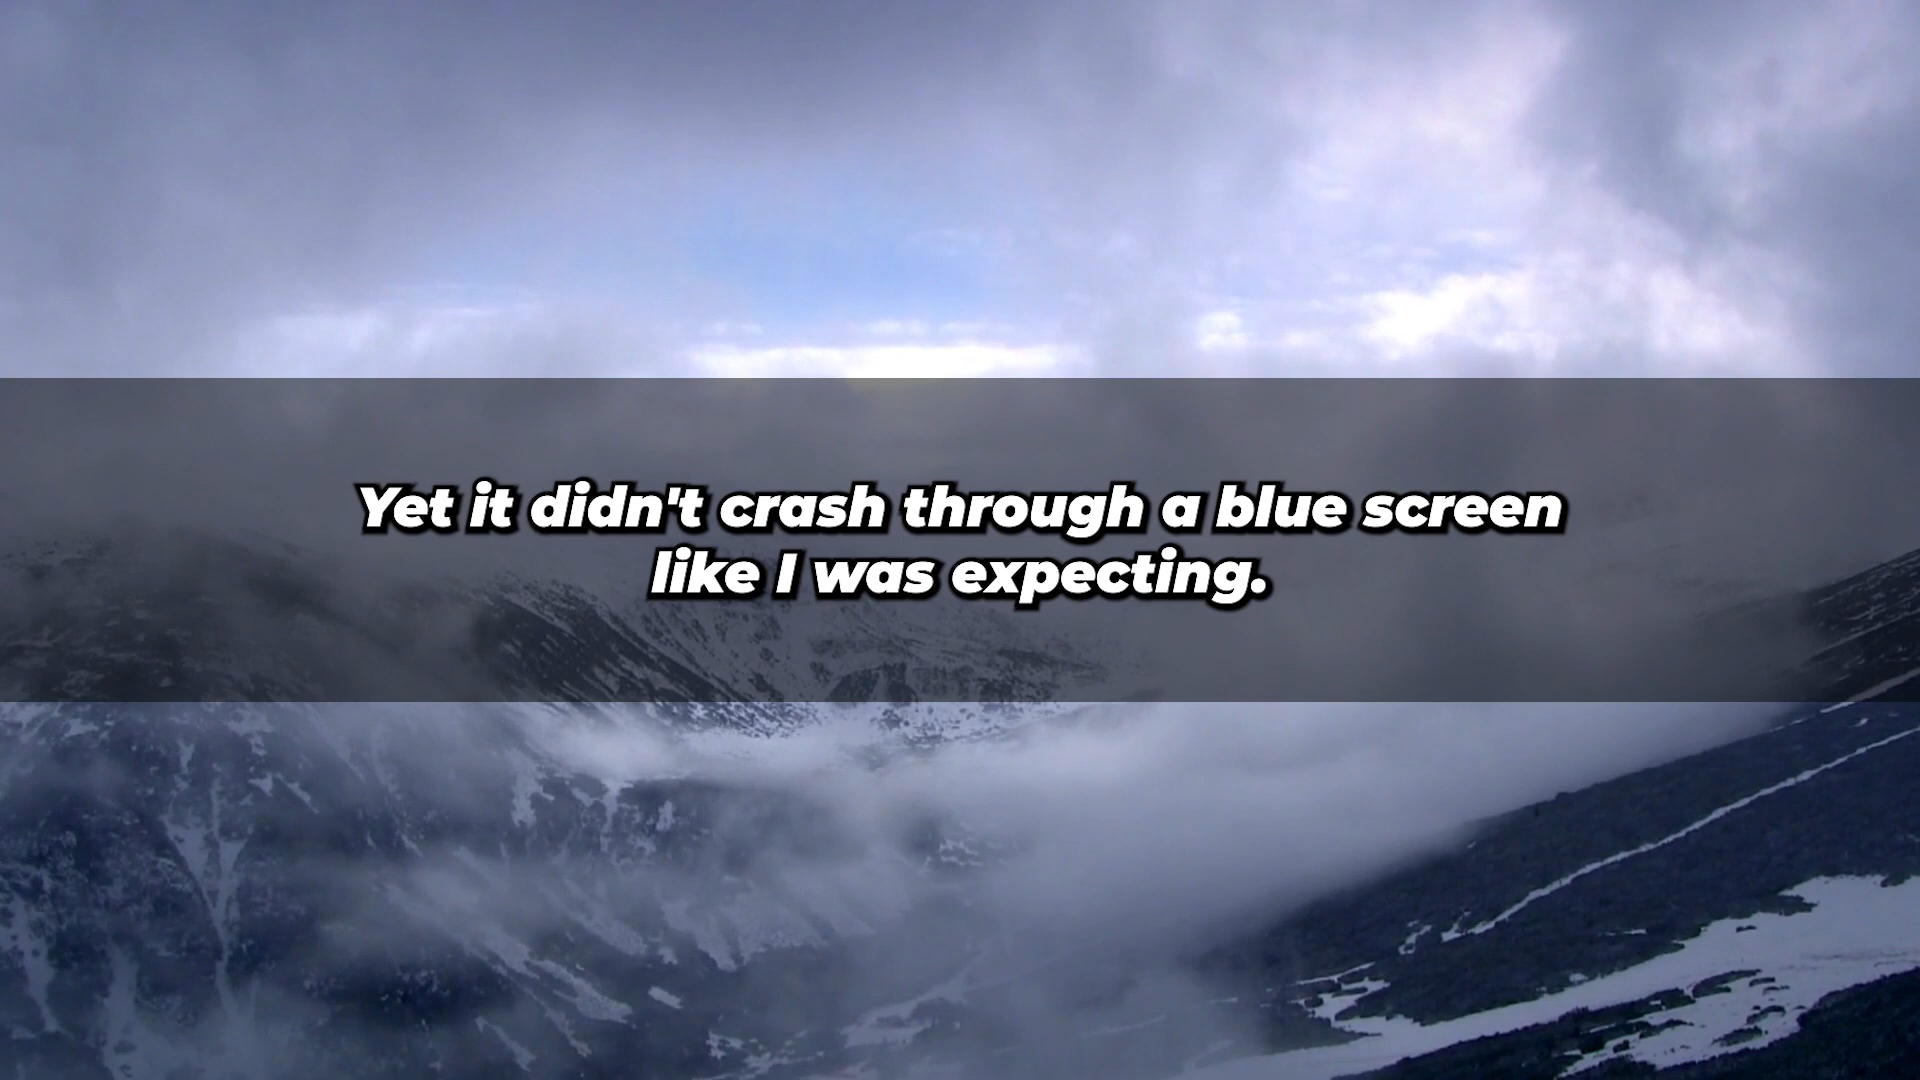 Yet it didn't crash through a blue screen
like I was expecting.